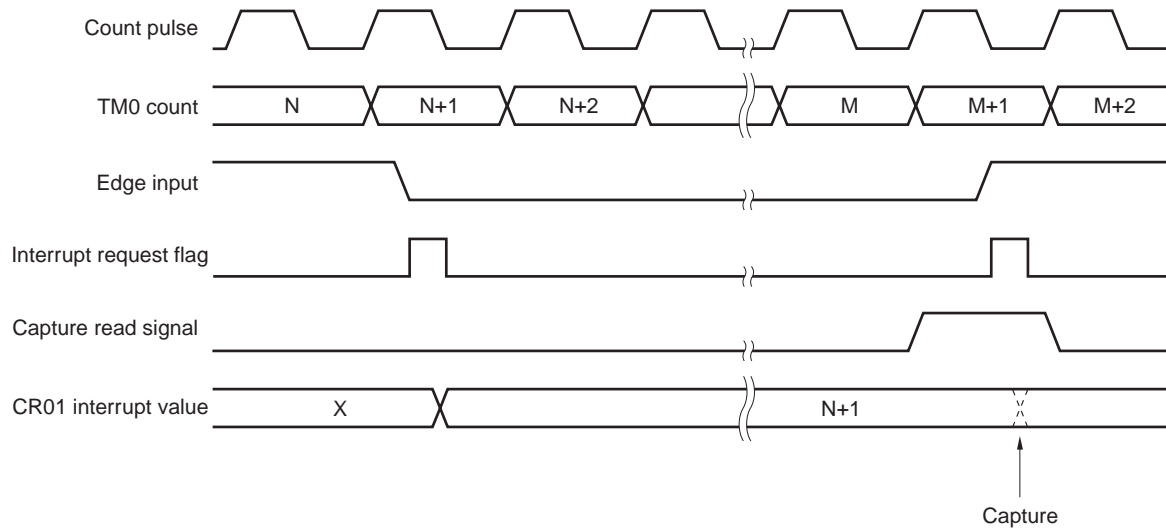 Count pulse
TM0 count
N
N+1
N+2
M
M+1
M+2
Edge input
Interrupt request flag
Capture read signal
CR01 interrupt value
X
N+1
Capture